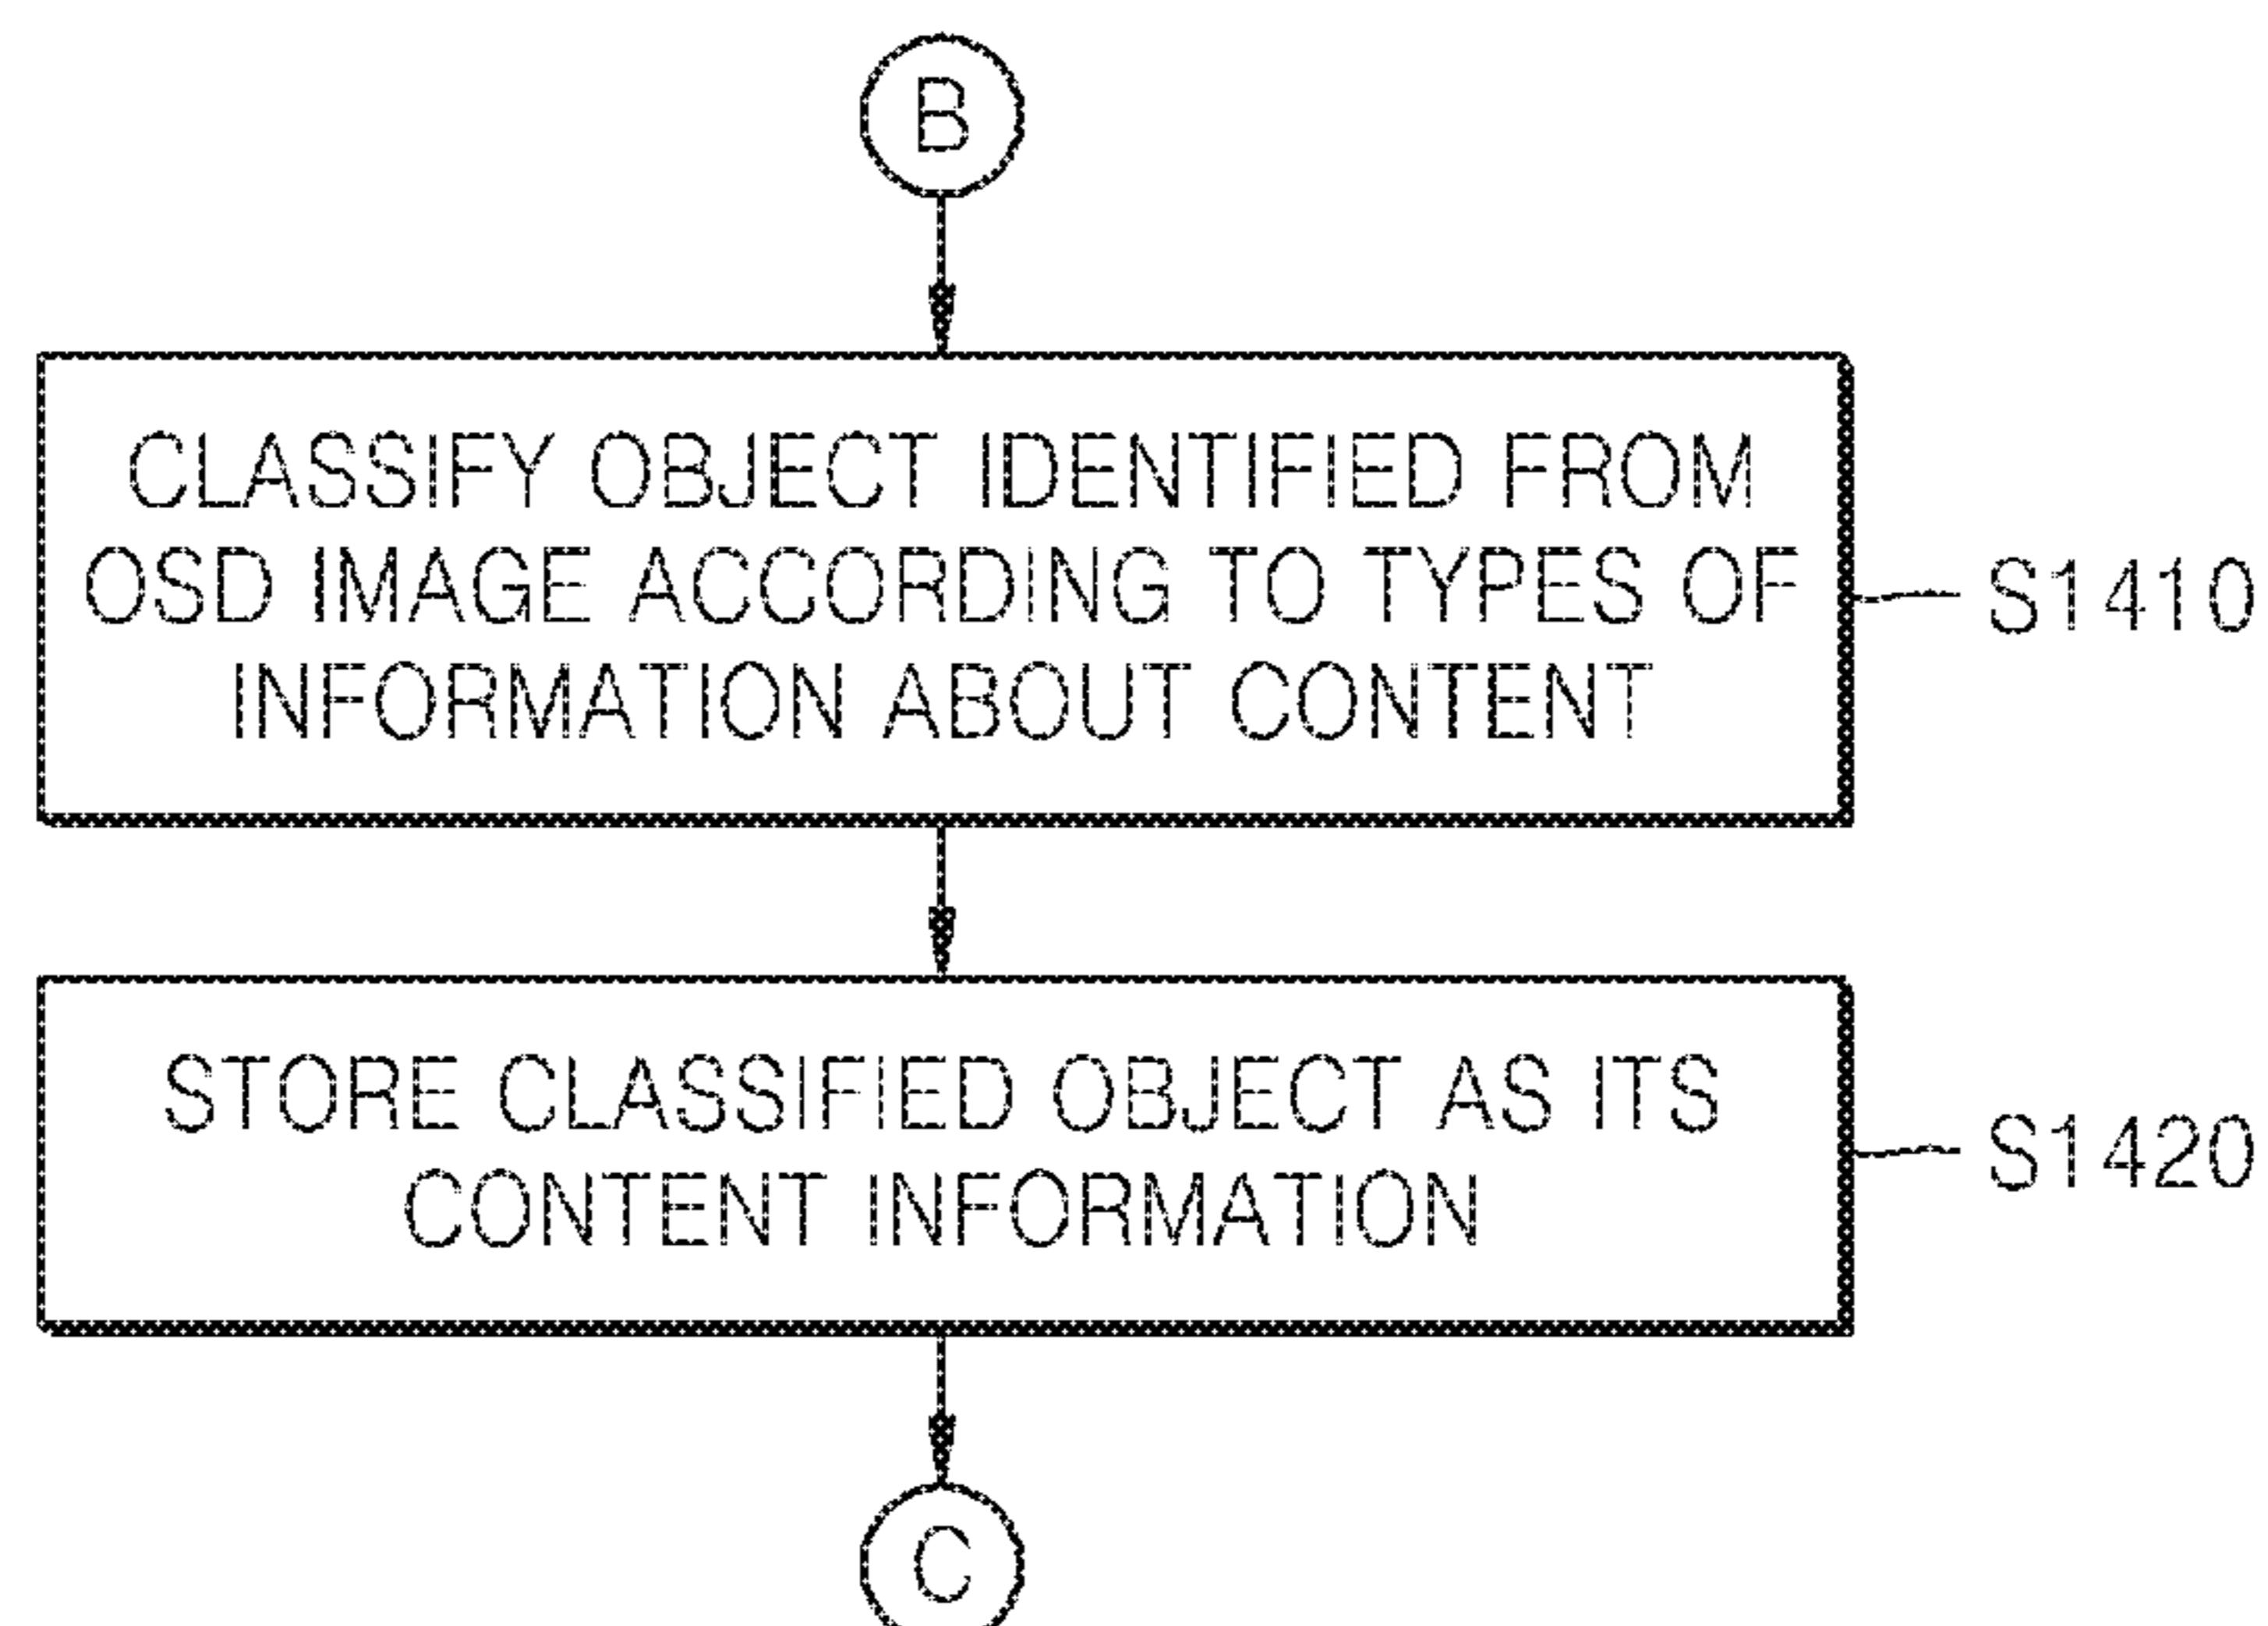 B
CLASSIFY OBJECT IDENTIFIED FROM
OSD IMAGE ACCORDING TO TYPES OF
INFORMATION ABOUT CONTENT
S1410
STORE CLASSIFIED OBJECT AS ITS
CONTENT INFORMATION
S1420
C